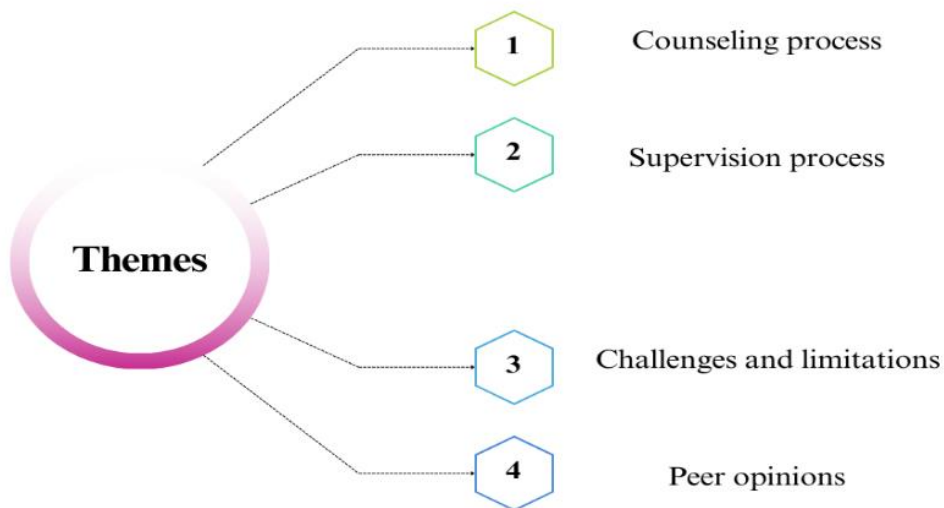 1 Counseling process
2 Supervision process
Themes
3 Challenges and limitations
4 Peer opinions